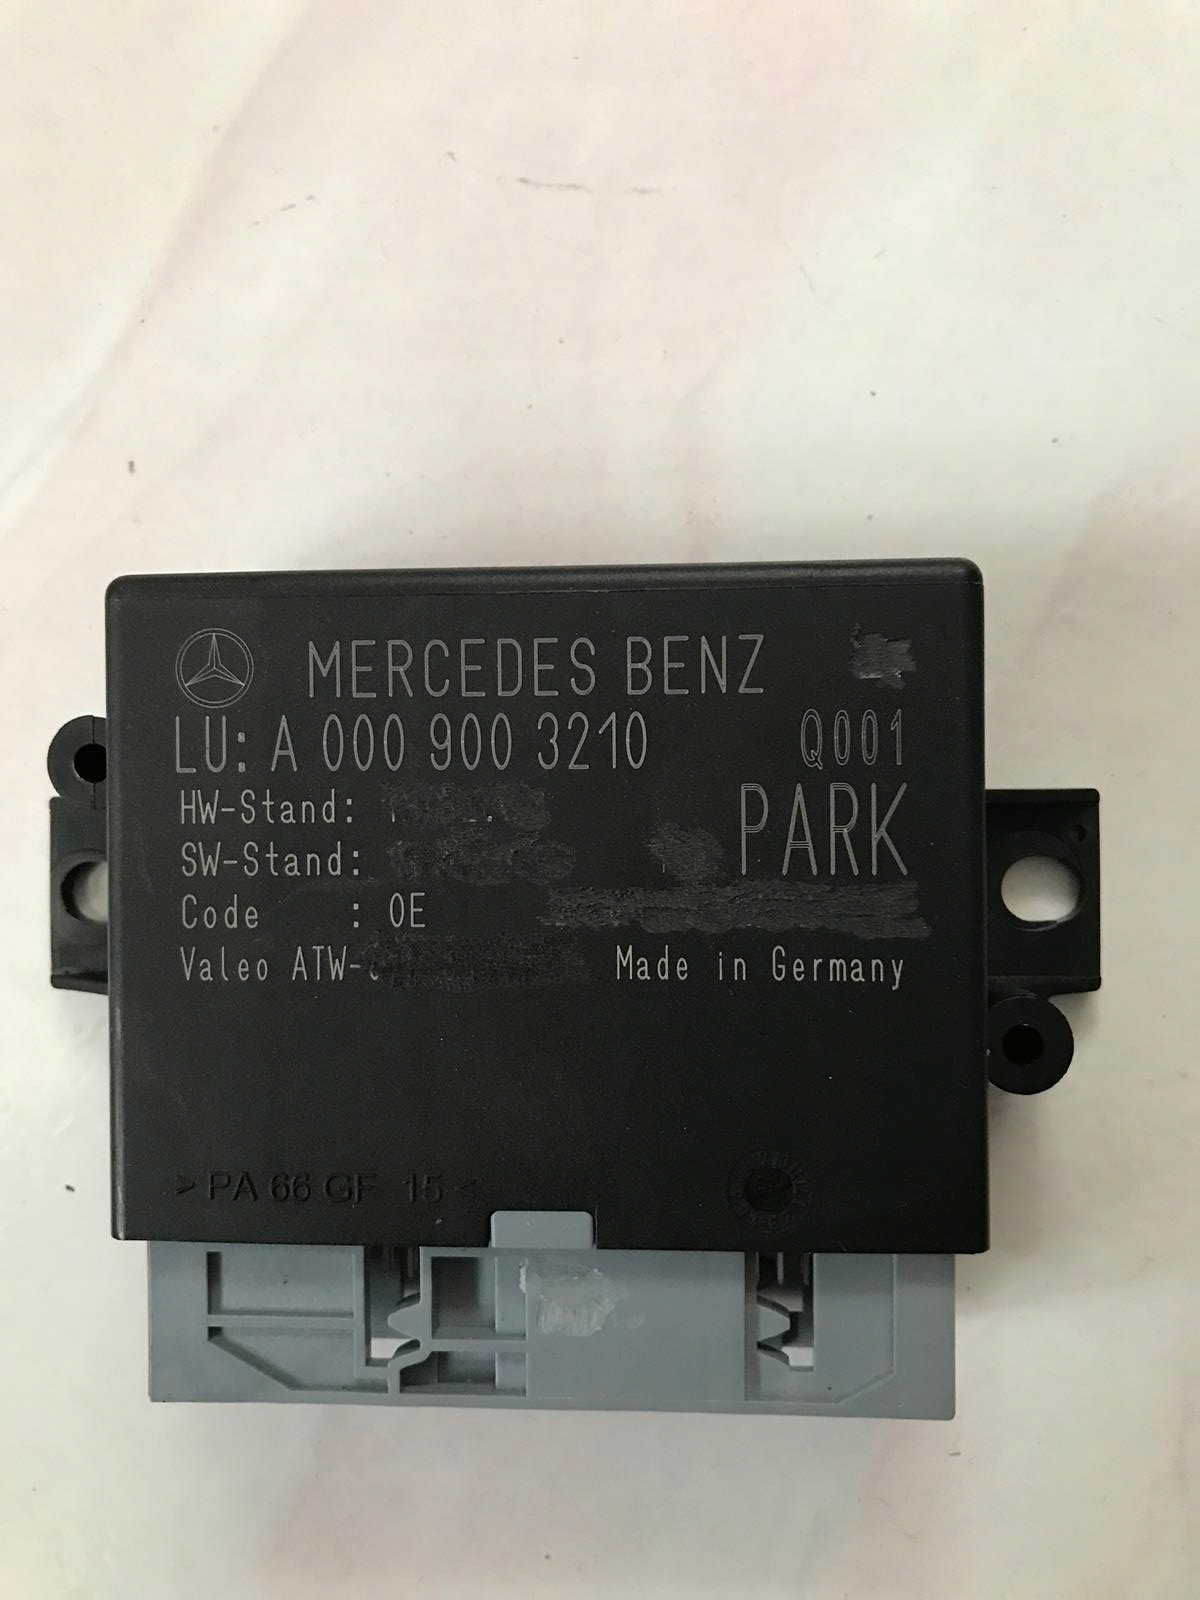 MERCEDES BENZ
LU: A 000 900 3210 Q001
HW-Stand:
SW-Stand:
PARK
Code : 0E
Valeo ATW- Made in Germany
> PA 66 GF 15 <